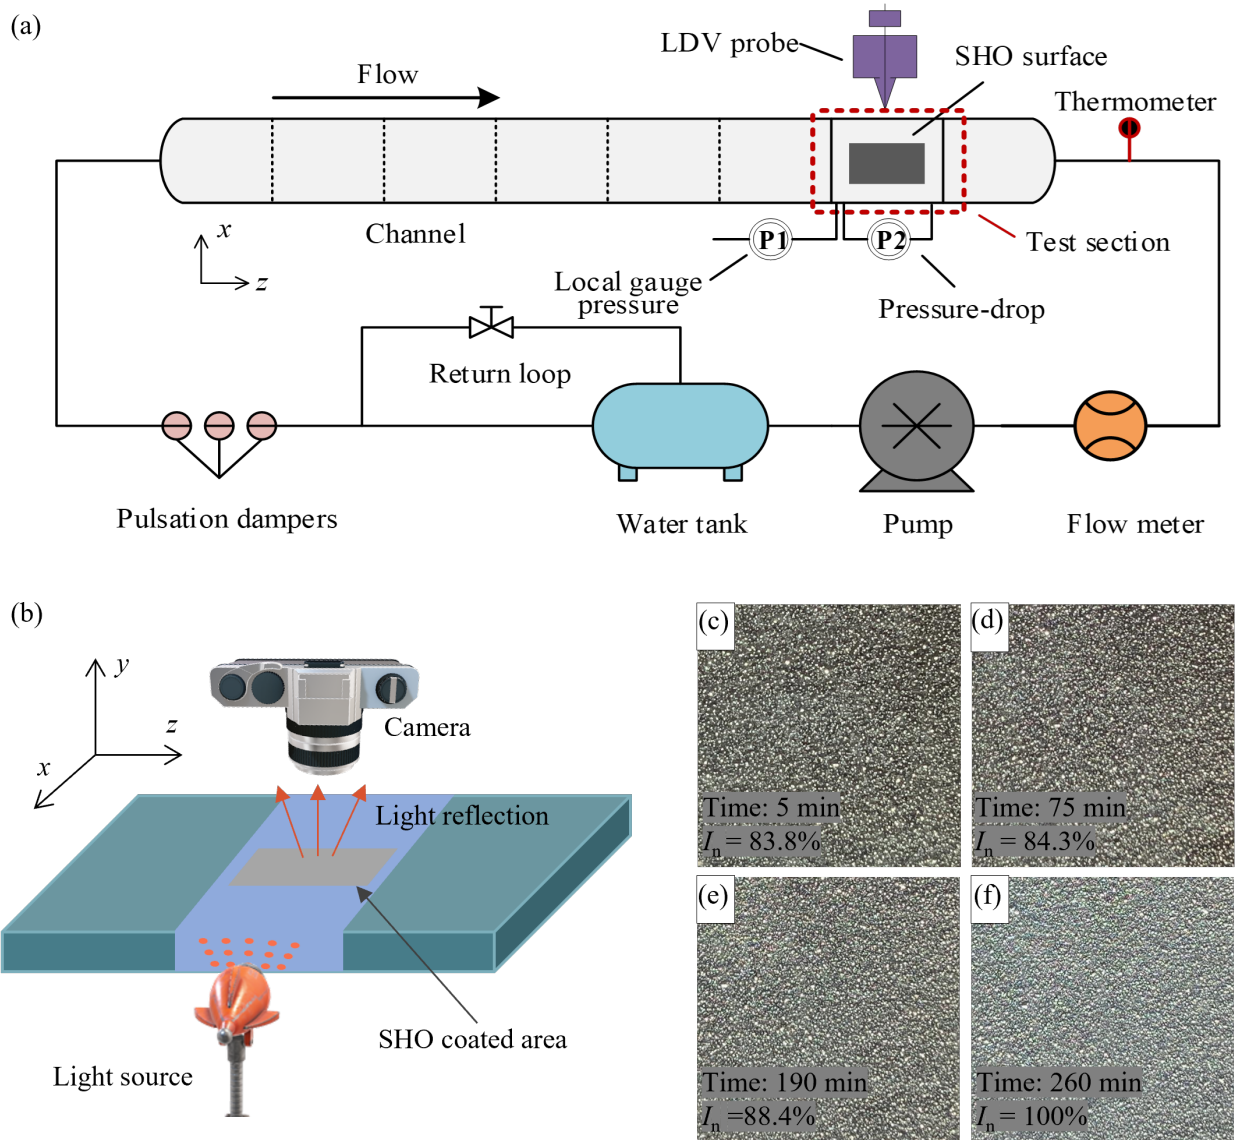 (a)
LDV probe
SHO surface
Flow
Thermometer
Channel
P1
P2
Test section
x
z
Local gauge
pressure
Pressure-drop
Return loop
Pulsation dampers
Water tank
Pump
Flow meter
(b)
y
z
x
Camera
Light reflection
SHO coated area
Light source
(c)
Time: 5 min
In = 83.8%
(d)
Time: 75 min
In = 84.3%
(e)
Time: 190 min
In =88.4%
(f)
Time: 260 min
In = 100%